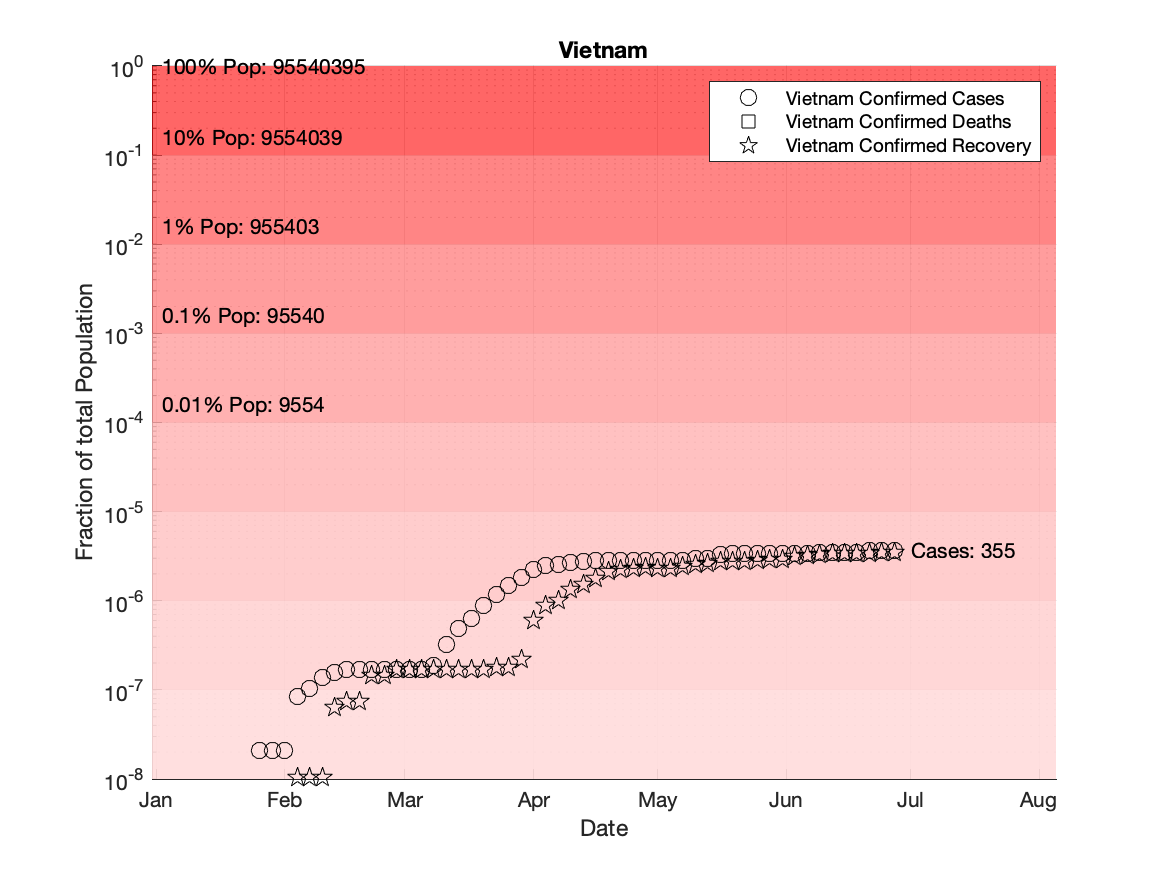 Vietnam
10^0
100% Pop: 95540395
Vietnam Confirmed Cases
Vietnam Confirmed Deaths
Vietnam Confirmed Recovery
10% Pop: 9554039
10^-1
1% Pop: 955403
10^-2
0.1% Pop: 95540
10^-3
0.01% Pop: 9554
10^-4
10^-5
Cases: 355
10^-6
10^-7
10^-8
Fraction of total Population
Jan Feb Mar Apr May Jun Jul Aug
Date